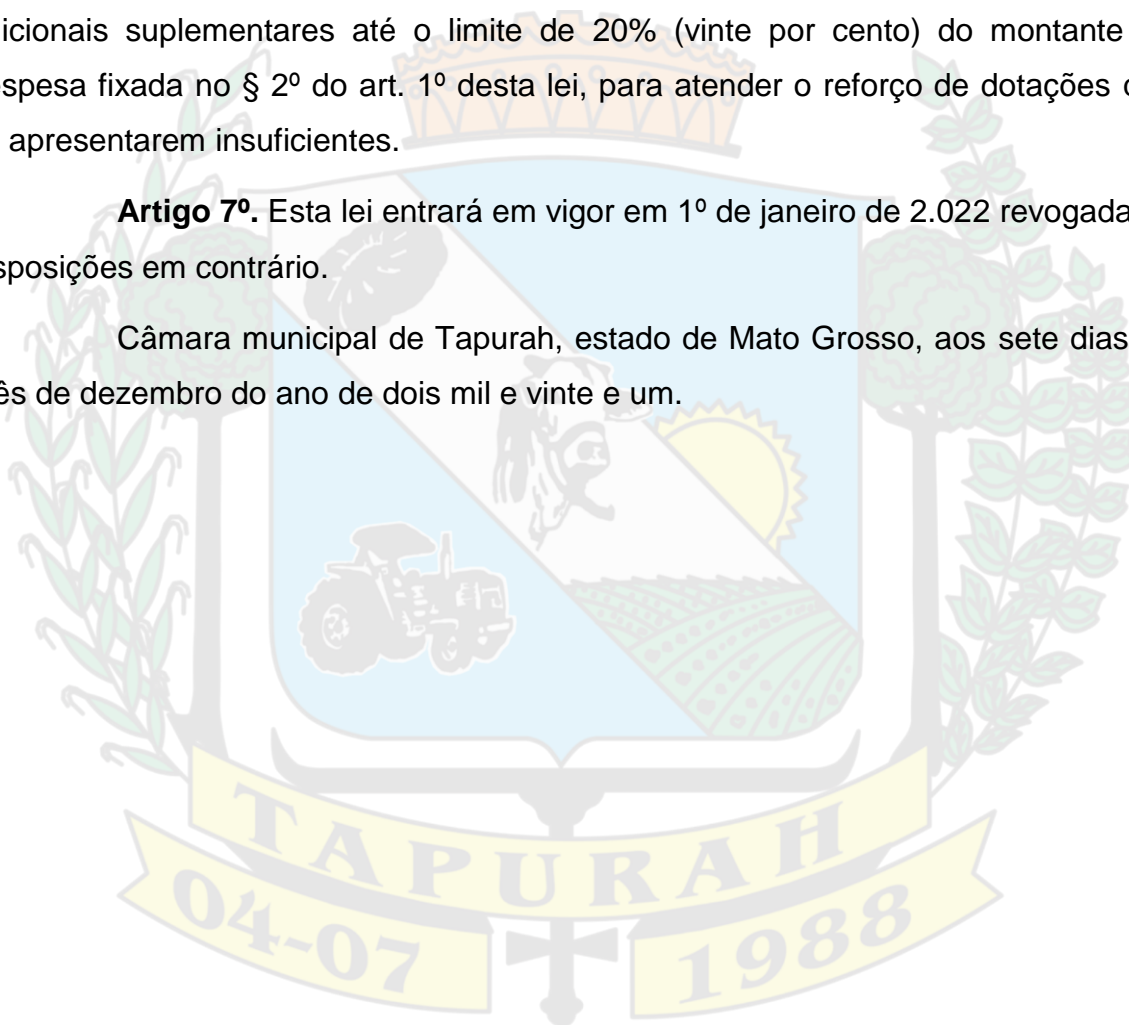 dicionais suplementares até o limite de 20% (vinte por cento) do montante
espesa fixada no § 2º do art. 1º desta lei, para atender o reforço de dotações
apresentarem insuficientes.
Artigo 7º. Esta lei entrará em vigor em 1º de janeiro de 2.022 revogada
sposições em contrário.
Câmara municipal de Tapurah, estado de Mato Grosso, aos sete dias
ês de dezembro do ano de dois mil e vinte e um.
TAPURAH
04-07 1988